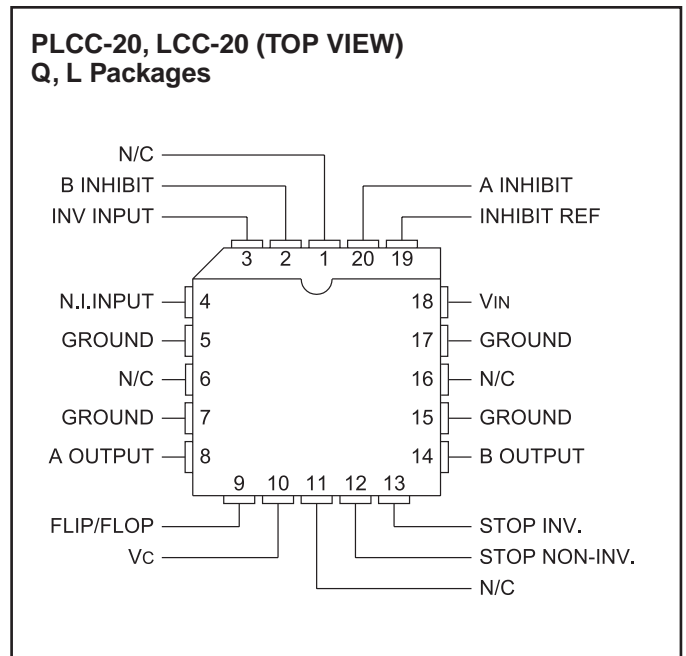 PLCC-20, LCC-20 (TOP VIEW)
Q, L Packages
N/C
B INHIBIT
A INHIBIT
INV INPUT
INHIBIT REF
3 2 1 20 19
N.I.INPUT 4 18 VIN
GROUND 5 17 GROUND
N/C 6 16 N/C
GROUND 7 15 GROUND
A OUTPUT 8 14 B OUTPUT
9 10 11 12 13
FLIP/FLOP
STOP INV.
VC
STOP NON-INV.
N/C